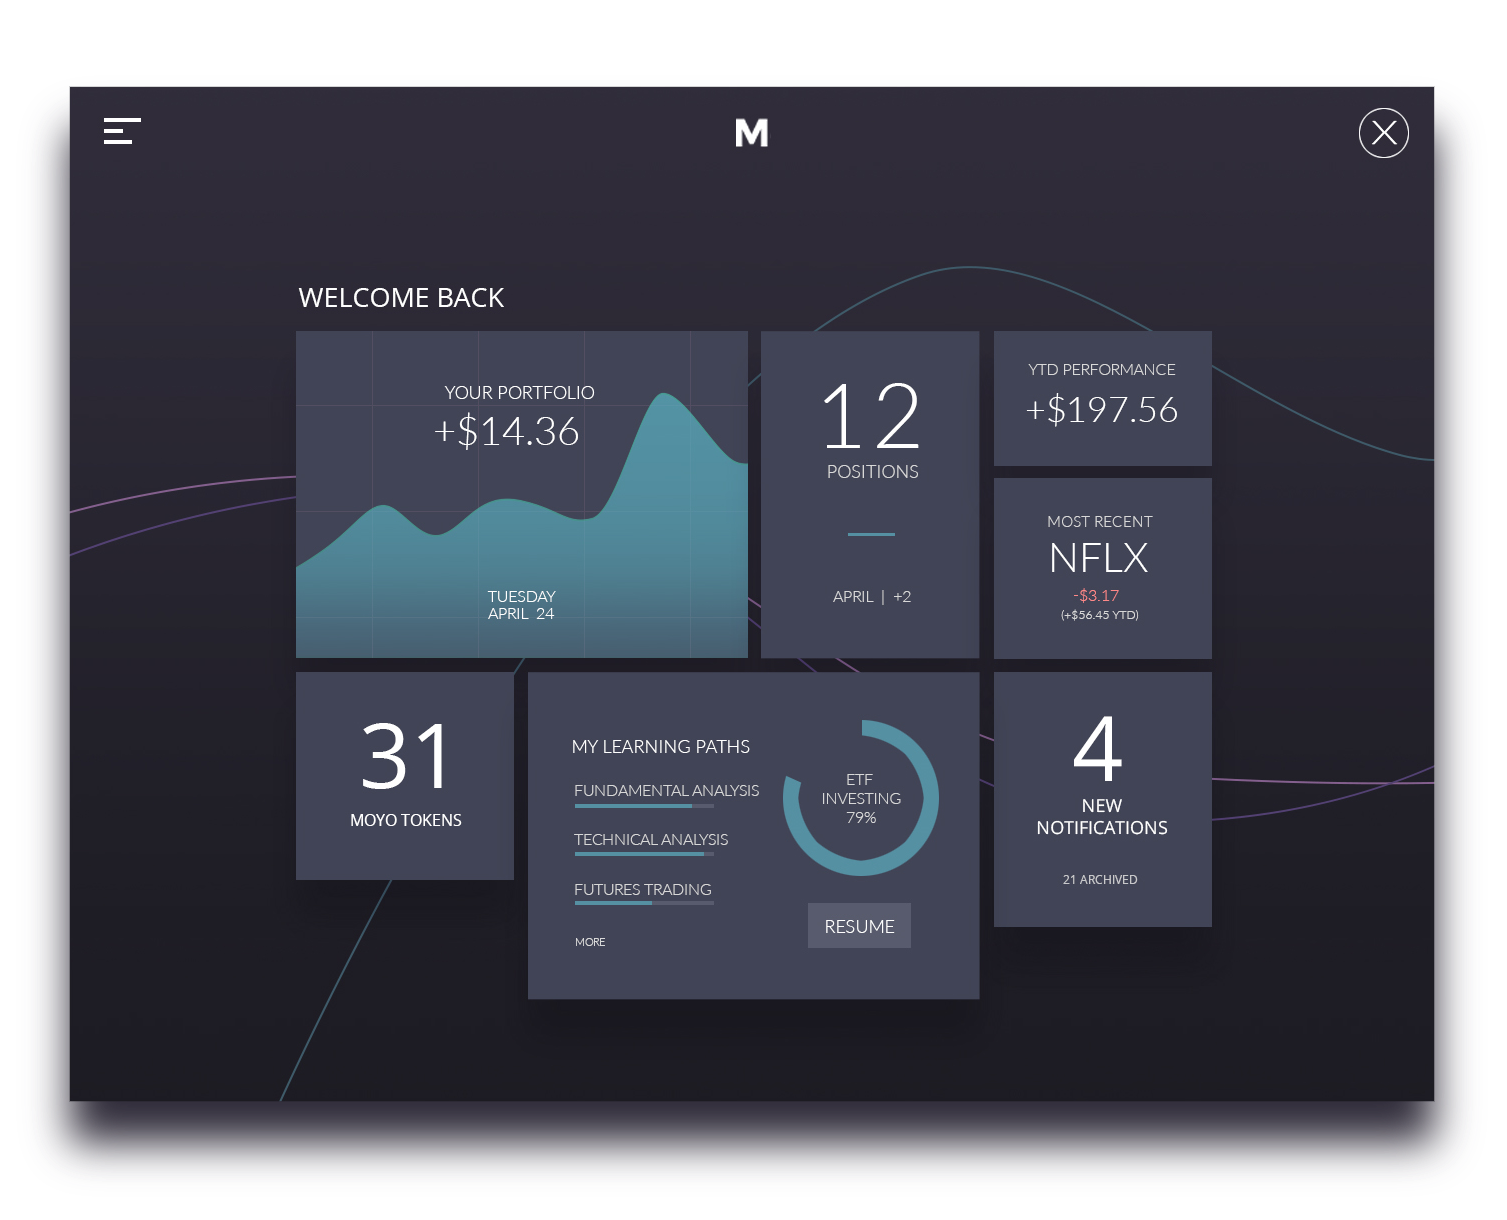 M
X
WELCOME BACK
YOUR PORTFOLIO
+$14.36
TUESDAY
APRIL 24
12
POSITIONS
APRIL | +2
YTD PERFORMANCE
+$197.56
MOST RECENT
NFLX
-$3.17
(+$56.45 YTD)
31
MOYO TOKENS
MY LEARNING PATHS
FUNDAMENTAL ANALYSIS
TECHNICAL ANALYSIS
FUTURES TRADING
MORE
ETF
INVESTING
79%
RESUME
4
NEW
NOTIFICATIONS
21 ARCHIVED